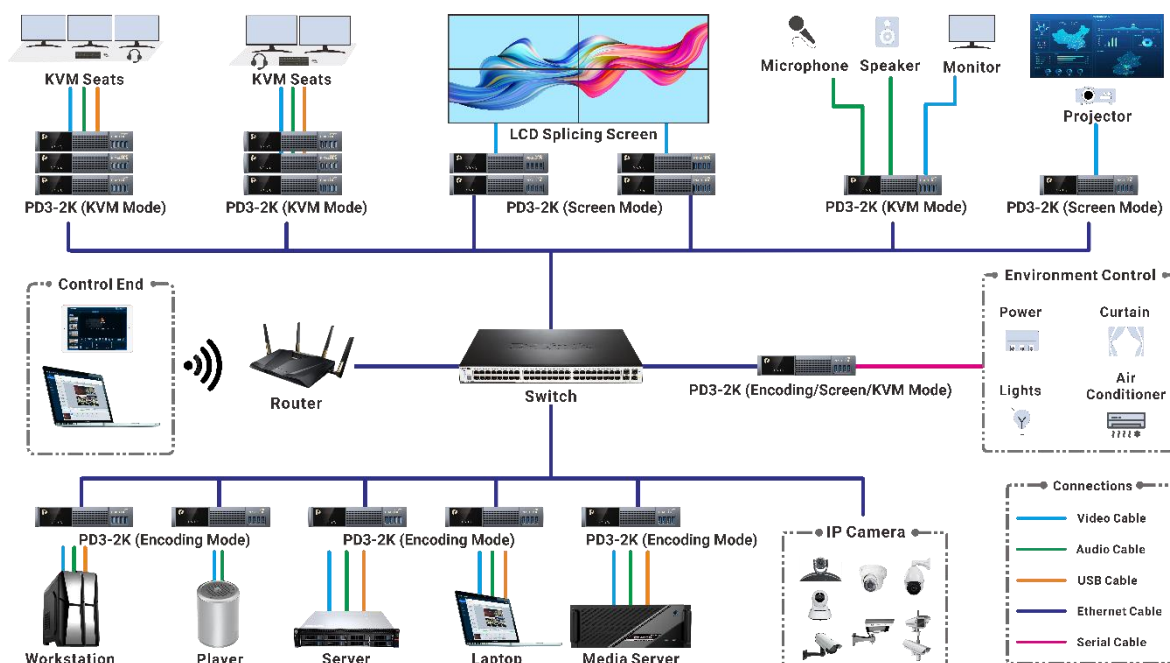 KVM Seats
KVM Seats
LCD Splicing Screen
Microphone
Speaker
Monitor
Projector
PD3-2K (KVM Mode)
PD3-2K (KVM Mode)
PD3-2K (Screen Mode)
PD3-2K (KVM Mode)
PD3-2K (Screen Mode)
Control End
Router
Switch
PD3-2K (Encoding/Screen/KVM Mode)
Environment Control
Power
Curtain
Lights
Air
Conditioner
PD3-2K (Encoding Mode)
PD3-2K (Encoding Mode)
PD3-2K (Encoding Mode)
Workstation
Player
Server
Laptop
Media Server
IP Camera
Connections
Video Cable
Audio Cable
USB Cable
Ethernet Cable
Serial Cable